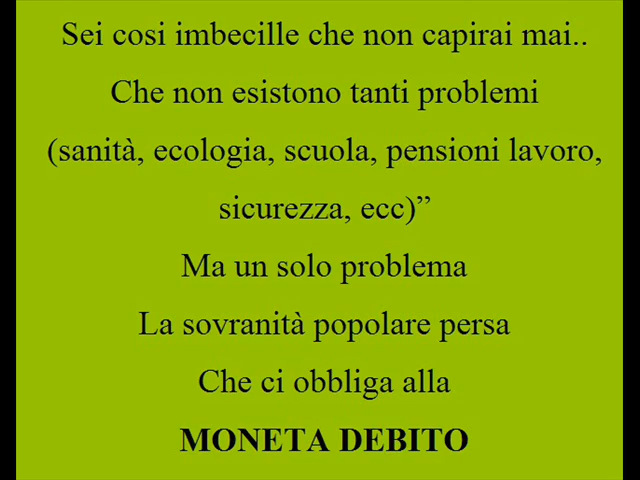 Sei cosi imbecille che non capirai mai..
Che non esistono tanti problemi
(sanità, ecologia, scuola, pensioni lavoro,
sicurezza, ecc)”
Ma un solo problema
La sovranità popolare persa
Che ci obbliga alla
MONETA DEBITO